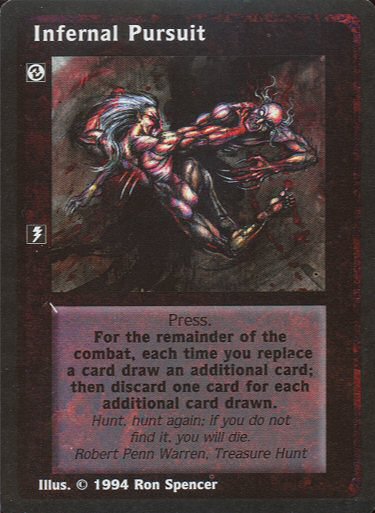 Infernal Pursuit
Press.
For the remainder of the
combat, each time you replace
a card draw an additional card;
then discard one card for each
additional card drawn.
Hunt, hunt again; if you do not
find it, you will die.
Robert Penn Warren, Treasure Hunt
Illus. © 1994 Ron Spencer